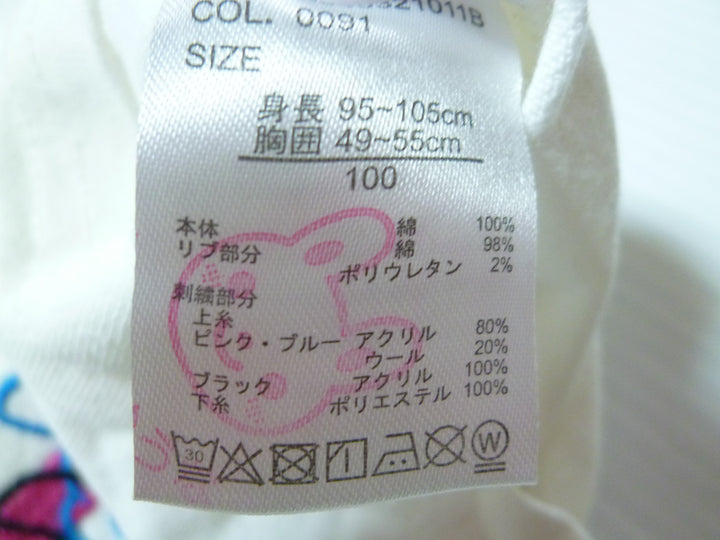 COL. 0091
SIZE
身長 95~105cm
胸囲 49~55cm
100
本体 綿 100%
リブ部分 綿 98%
ポリウレタン 2%
刺繍部分
上糸
ピンク・ブルー アクリル 80%
ウール 20%
ブラック アクリル 100%
下糸 ポリエステル 100%
30
W